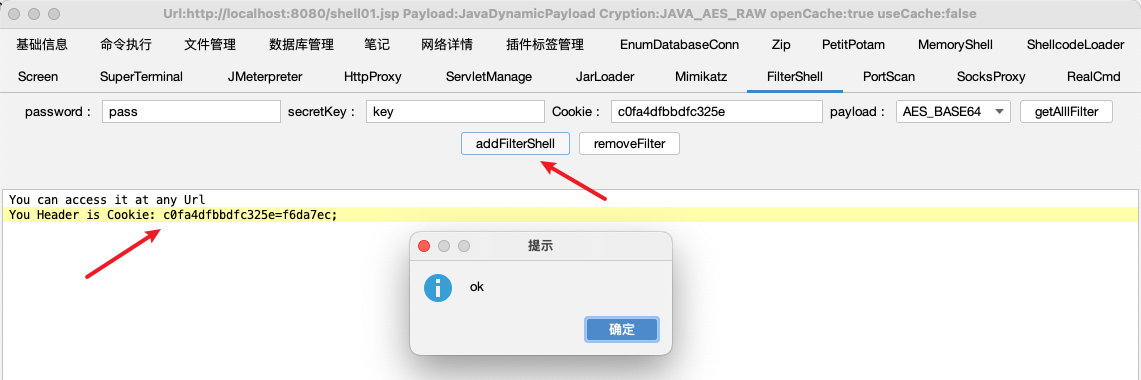 Url:http://localhost:8080/shell01.jsp Payload:JavaDynamicPayload Cryption:JAVA_AES_RAW openCache:true useCache:false
基础信息 命令执行 文件管理 数据库管理 笔记 网络详情 插件标签管理 EnumDatabaseConn Zip PetitPotam MemoryShell ShellcodeLoader
Screen SuperTerminal JMeterpreter HttpProxy ServletManage JarLoader Mimikatz FilterShell PortScan SocksProxy RealCmd
password : pass secretKey : key Cookie : c0fa4dfbbdfc325e payload : AES_BASE64 getAlllFilter
addFilterShell removeFilter
You can access it at any Url
You Header is Cookie: c0fa4dfbbdfc325e=f6da7ec;
提示
ok
确定